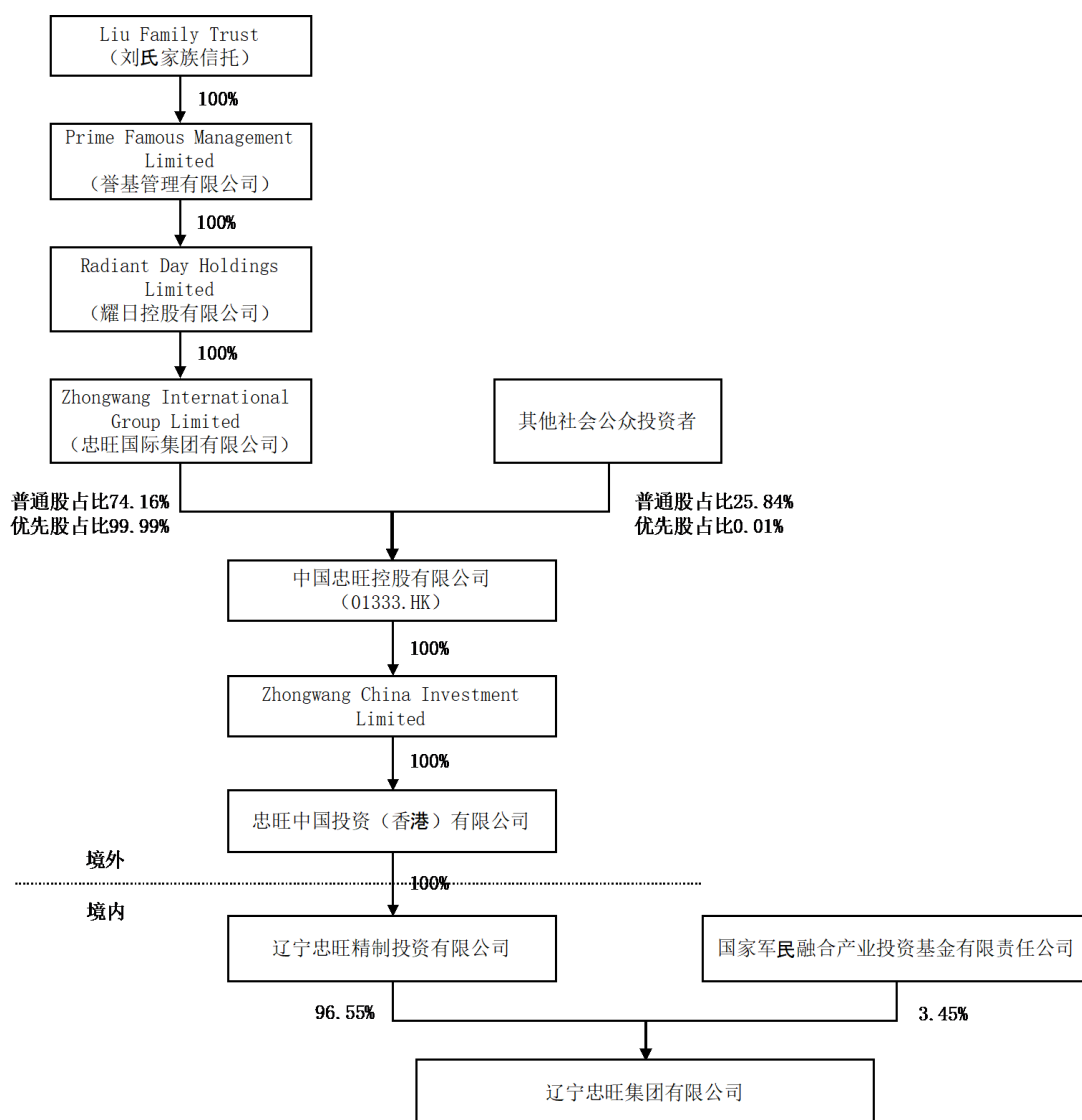 Liu Family Trust
（刘氏家族信托）
100%
Prime Famous Management
Limited
（誉基管理有限公司）
100%
Radiant Day Holdings
Limited
（耀日控股有限公司）
100%
Zhongwang International
Group Limited
（忠旺国际集团有限公司）
其他社会公众投资者
普通股占比74.16%
优先股占比99.99%
普通股占比25.84%
优先股占比0.01%
中国忠旺控股有限公司
（01333.HK）
100%
Zhongwang China Investment
Limited
100%
忠旺中国投资（香港）有限公司
境外
100%
境内
辽宁忠旺精制投资有限公司
国家军民融合产业投资基金有限责任公司
96.55%
3.45%
辽宁忠旺集团有限公司